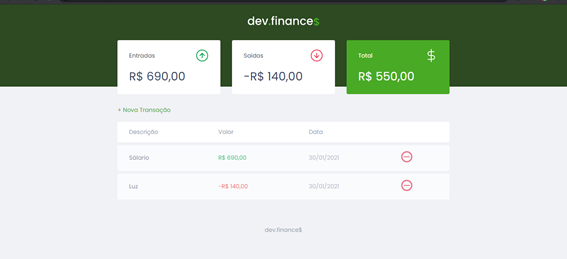 dev.finance$
Entradas
R$ 690,00
Saídas
-R$ 140,00
Total
$
R$ 550,00
+ Nova Transação
Descrição Valor Data
Sálario R$ 690,00 30/01/2021
Luz -R$ 140,00 30/01/2021
dev.finance$